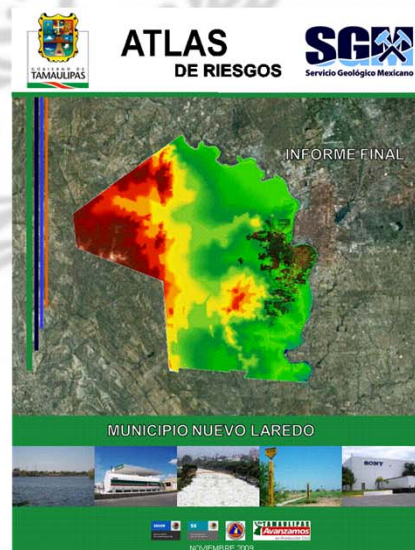 ATLAS
DE RIESGOS
GOBIERNO DE
TAMAULIPAS
SGM
Servicio Geológico Mexicano
INFORME FINAL
MUNICIPIO NUEVO LAREDO
SONY
TAMAULIPAS
Avanzamos
NOVIEMBRE 2009